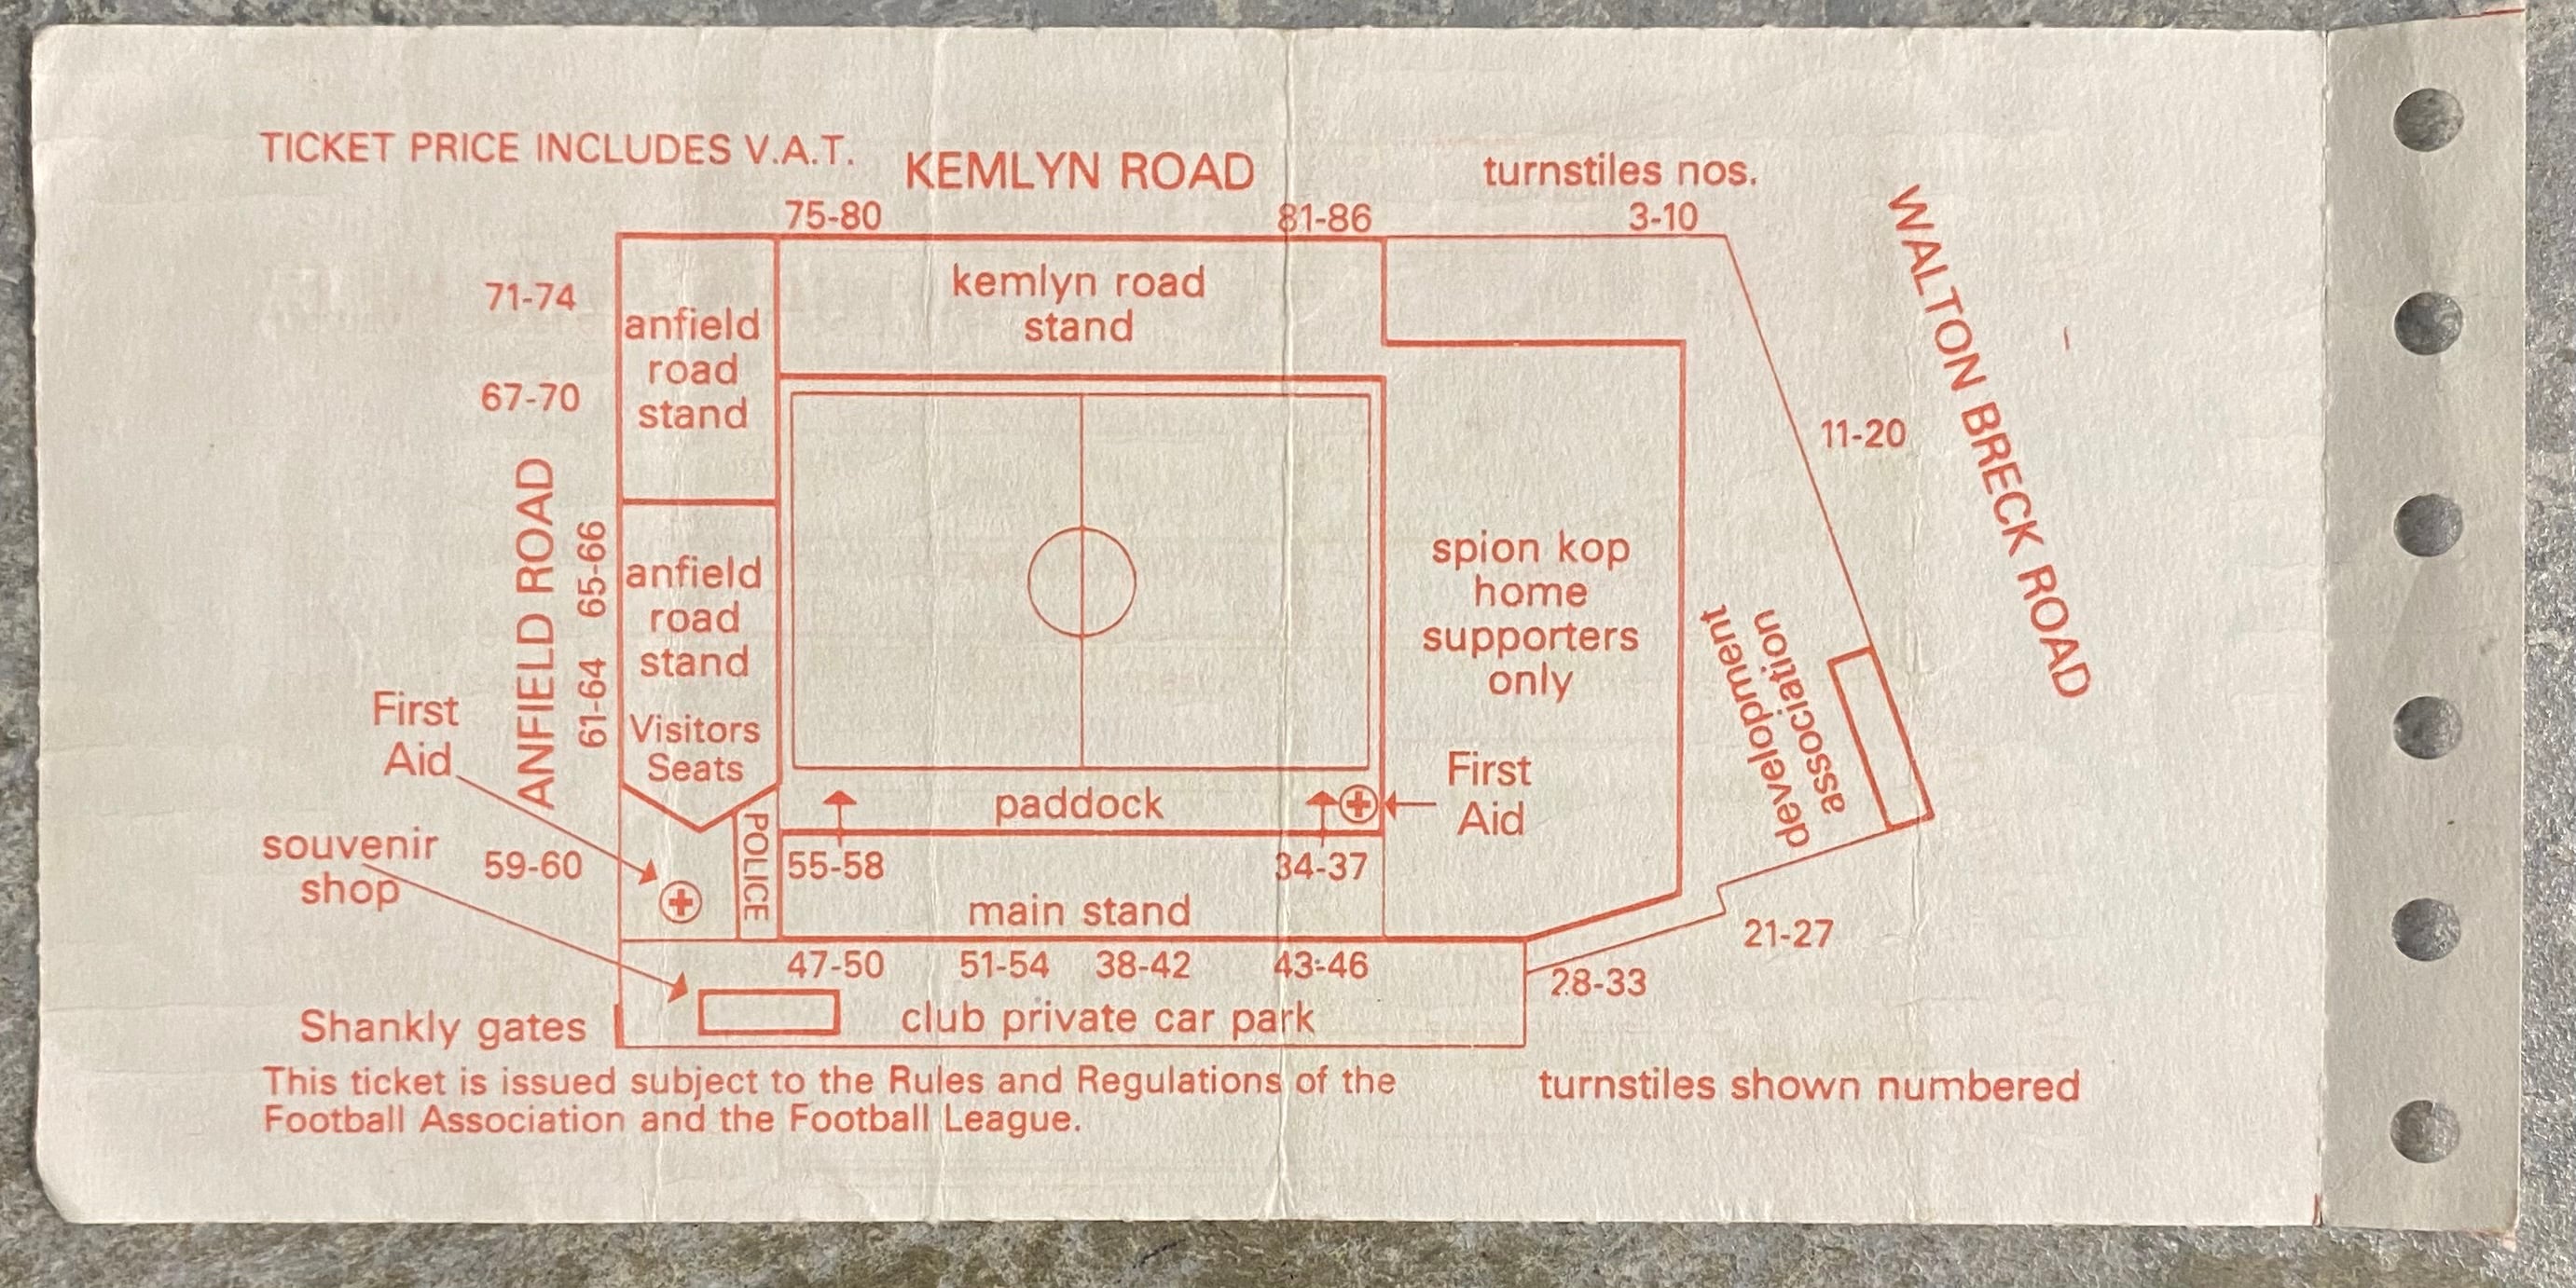 TICKET PRICE INCLUDES V.A.T.
KEMLYN ROAD
turnstiles nos.
75-80
81-86
3-10
WALTON BRECK ROAD
71-74
67-70
anfield
road
stand
kemlyn road
stand
11-20
ANFIELD ROAD
65-66
61-64
anfield
road
stand
Visitors
Seats
spion kop
home
supporters
only
development
association
First
Aid
souvenir
shop
59-60
POLICE
paddock
First
Aid
55-58
34-37
main stand
47-50
51-54
38-42
43-46
21-27
28-33
Shankly gates
club private car park
This ticket is issued subject to the Rules and Regulations of the
Football Association and the Football League.
turnstiles shown numbered